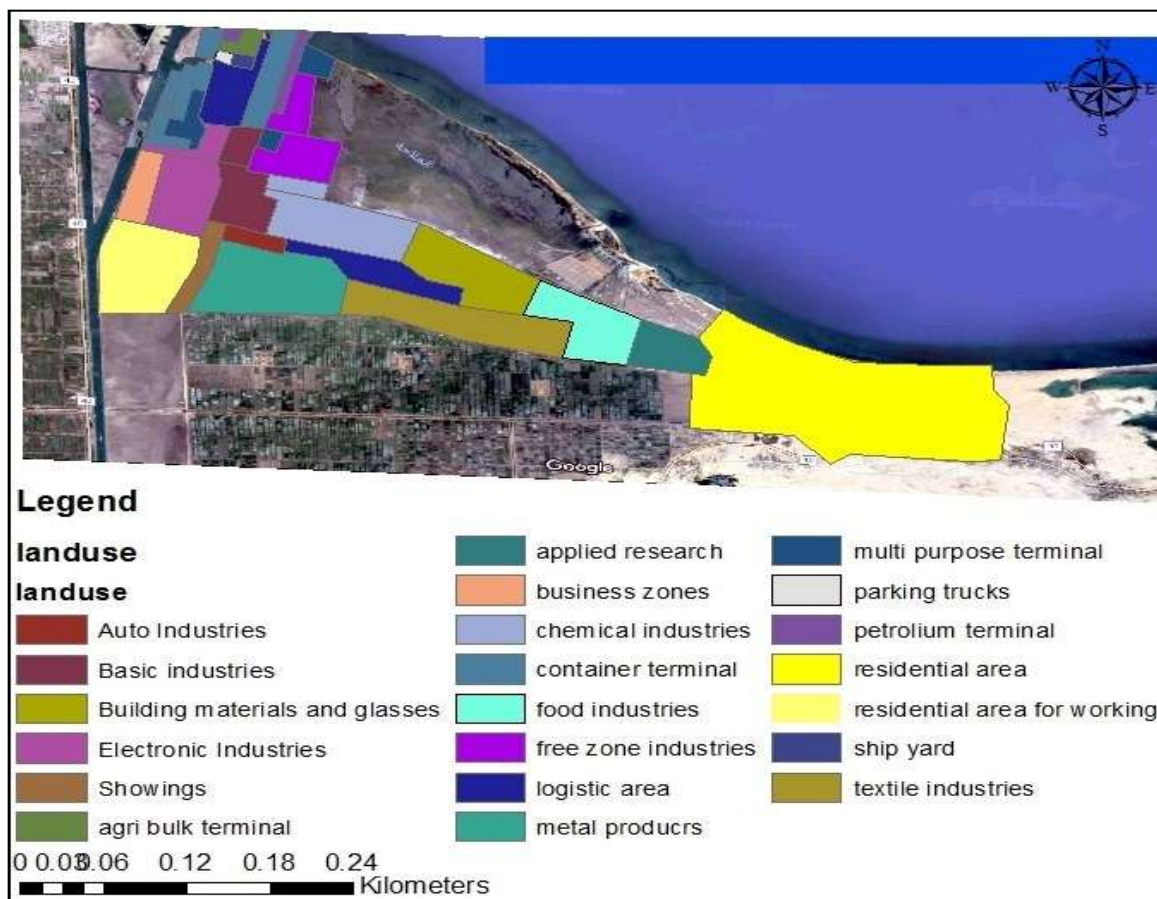 N
W E
S
الملاحة
40
Google
Legend
landuse
landuse
Auto Industries
Basic industries
Building materials and glasses
Electronic Industries
Showings
agri bulk terminal
applied research
business zones
chemical industries
container terminal
food industries
free zone industries
logistic area
metal producrs
multi purpose terminal
parking trucks
petrolium terminal
residential area
residential area for working
ship yard
textile industries
0 0.03 0.06 0.12 0.18 0.24
Kilometers